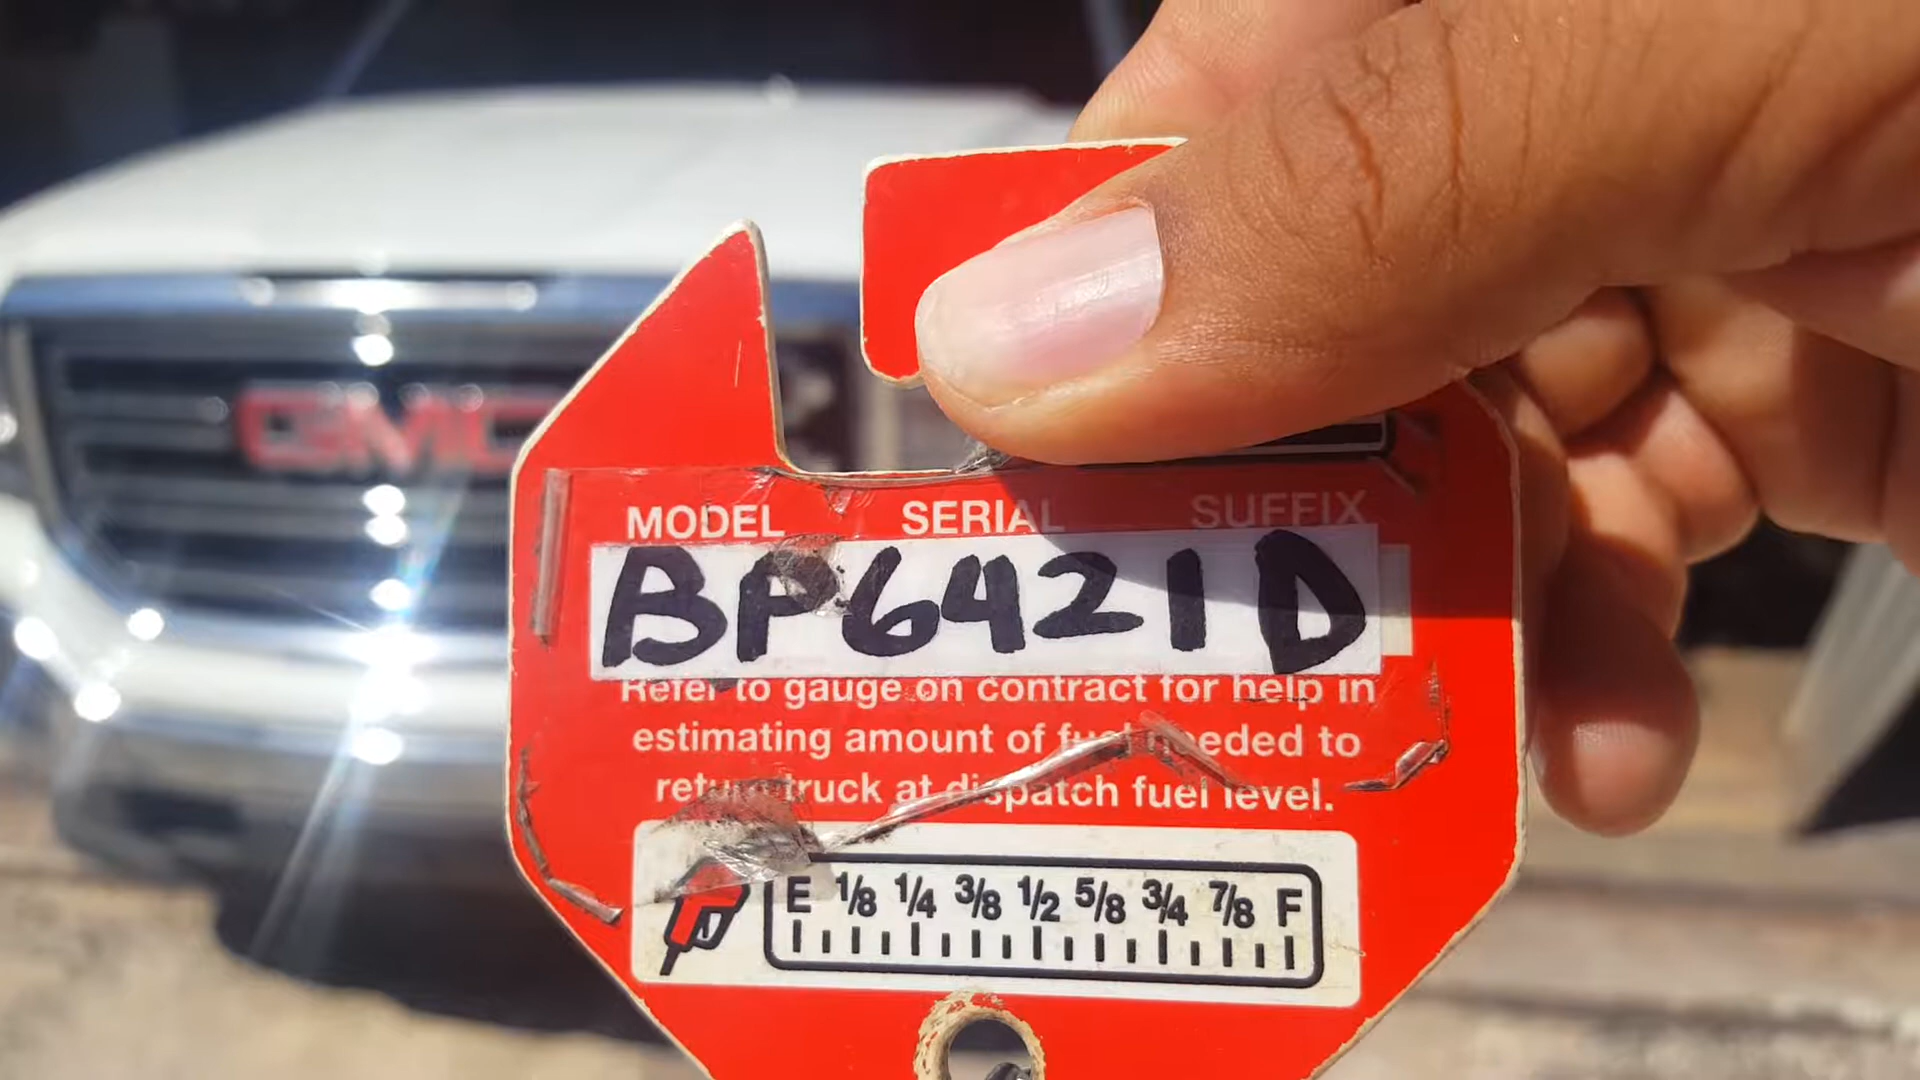 GMC
MODEL SERIAL SUFFIX
BP6421D
Refer to gauge on contract for help in
estimating amount of fuel needed to
return truck at dispatch fuel level.
E 1/8 1/4 3/8 1/2 5/8 3/4 7/8 F